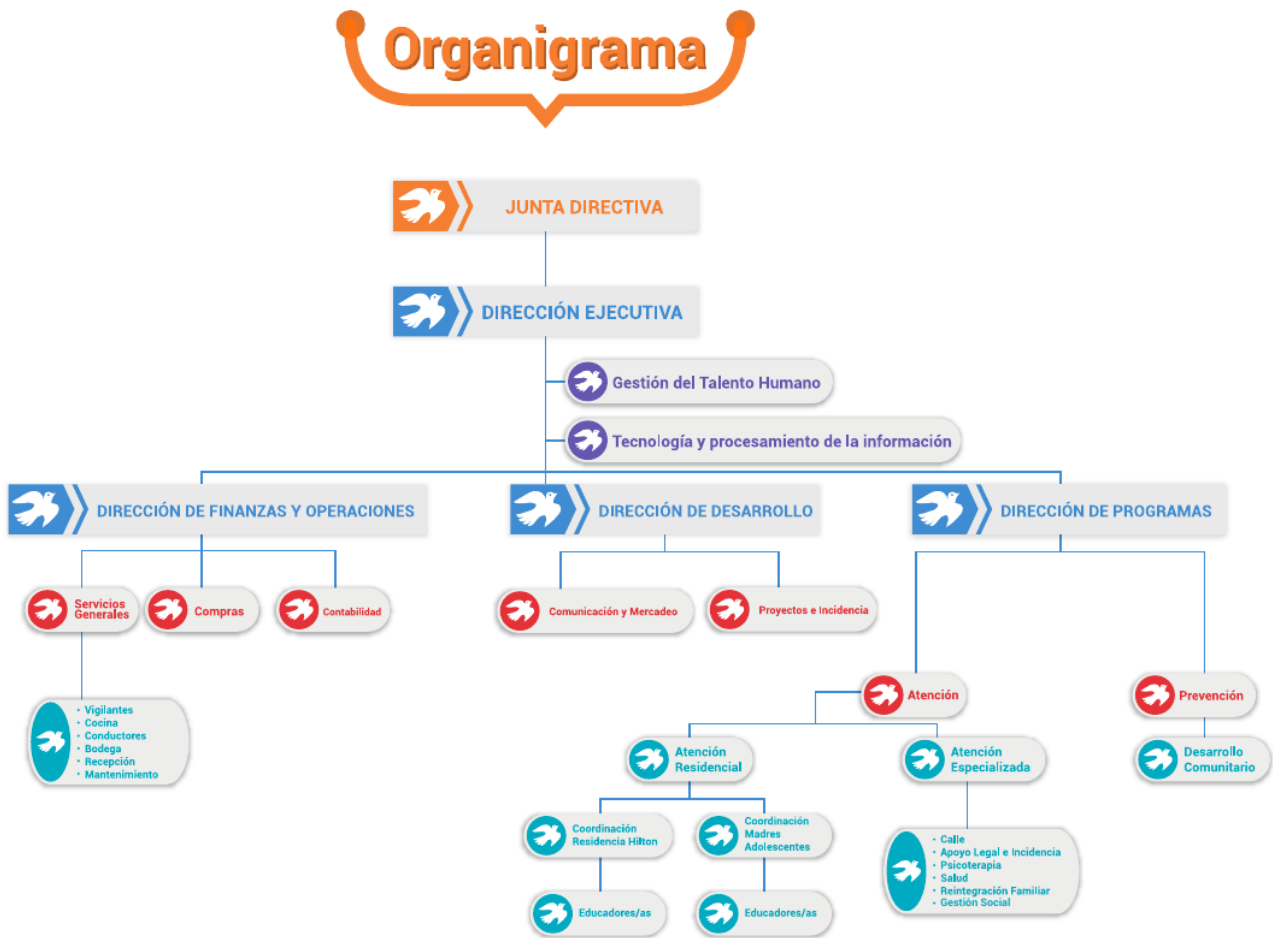 Organigrama
JUNTA DIRECTIVA
DIRECCIÓN EJECUTIVA
Gestión del Talento Humano
Tecnología y procesamiento de la información
DIRECCIÓN DE FINANZAS Y OPERACIONES
DIRECCIÓN DE DESARROLLO
DIRECCIÓN DE PROGRAMAS
Servicios
Generales
Compras
Contabilidad
Comunicación y Mercadeo
Proyectos e Incidencia
Atención
Prevención
• Vigilantes
• Cocina
• Conductores
• Bodega
• Recepción
• Mantenimiento
Atención
Residencial
Atención
Especializada
Desarrollo
Comunitario
Coordinación
Residencia Hilton
Coordinación
Madres
Adolescentes
• Calle
• Apoyo Legal e Incidencia
• Psicoterapia
• Salud
• Reintegración Familiar
• Gestión Social
Educadores/as
Educadores/as